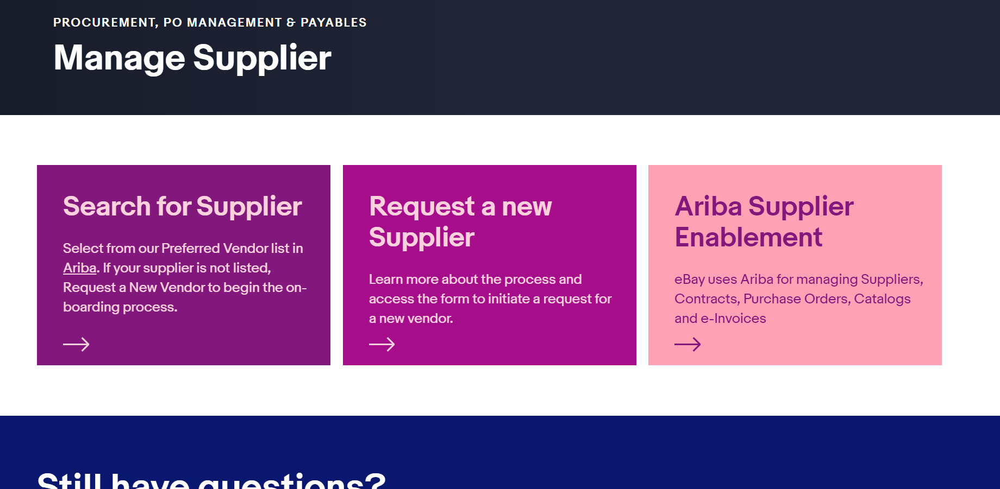 PROCUREMENT, PO MANAGEMENT & PAYABLES
Manage Supplier
Search for Supplier
Select from our Preferred Vendor list in
Ariba. If your supplier is not listed,
Request a New Vendor to begin the on-
boarding process.
Request a new
Supplier
Learn more about the process and
access the form to initiate a request for
a new vendor.
Ariba Supplier
Enablement
eBay uses Ariba for managing Suppliers,
Contracts, Purchase Orders, Catalogs
and e-Invoices
Still have questions?